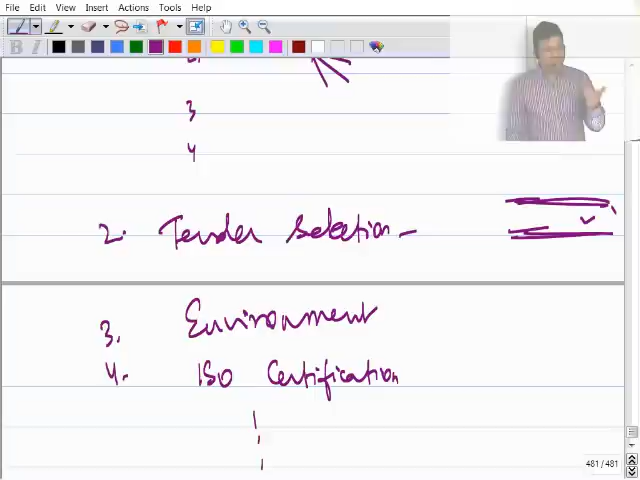 File Edit View Insert Actions Tools Help
B I
3
4
2. Tender Selection -
3. Environment
4. ISO Certification
481 / 481